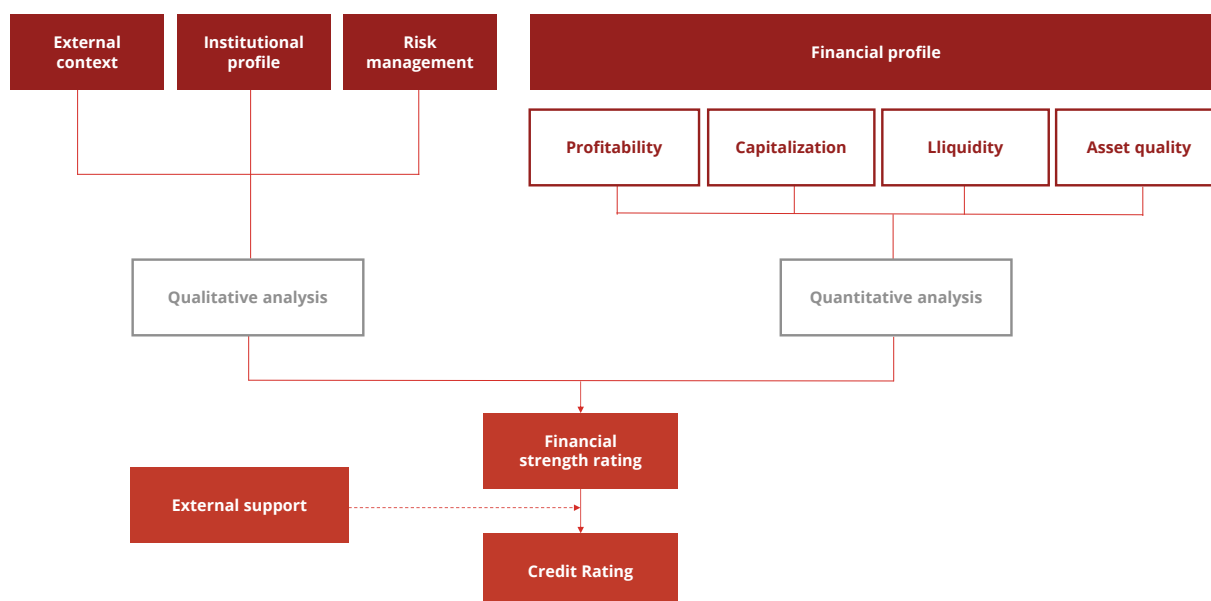 External
context
Institutional
profile
Risk
management
Financial profile
Profitability
Capitalization
Lliquidity
Asset quality
Qualitative analysis
Quantitative analysis
Financial
strength rating
External support
Credit Rating